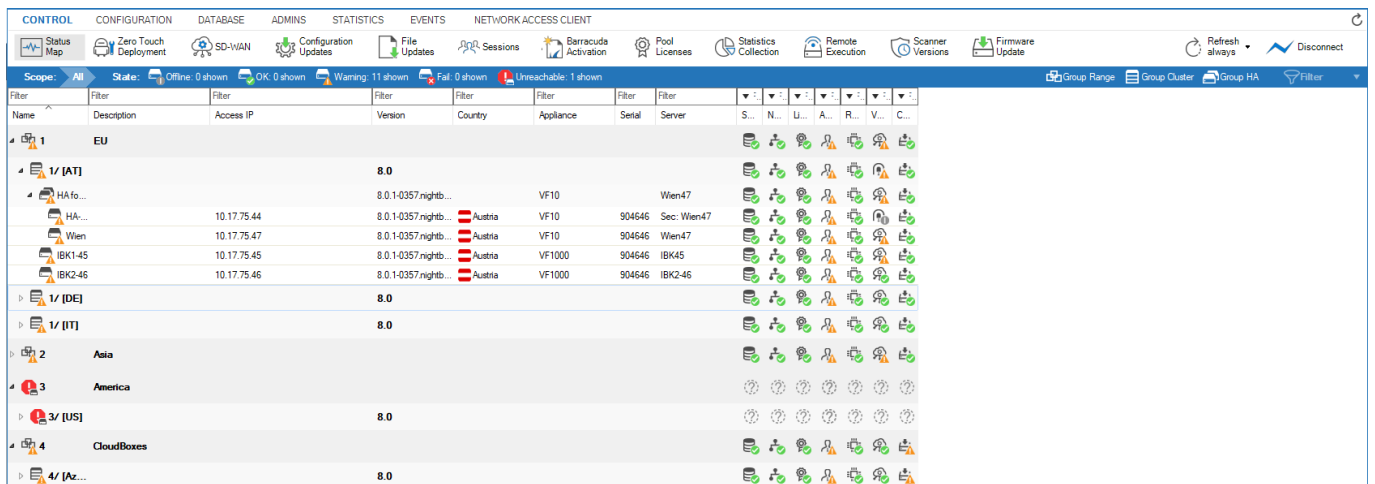 CONTROL CONFIGURATION DATABASE ADMINS STATISTICS EVENTS NETWORK ACCESS CLIENT
Status Map Zero Touch Deployment SD-WAN Configuration Updates File Updates Sessions Barracuda Activation Pool Licenses Statistics Collection Remote Execution Scanner Versions Firmware Update Refresh always Disconnect
Scope: All State: Offline: 0 shown OK: 0 shown Warning: 11 shown Fail: 0 shown Unreachable: 1 shown Group Range Group Cluster Group HA Filter
Filter Filter Filter Filter Filter Filter Filter Filter
Name Description Access IP Version Country Appliance Serial Server S... N... Li... A... R... V... C...
1 EU
1/ [AT] 8.0
HA fo... 8.0.1-0357.nightb... VF10 Wien47
HA-... 10.17.75.44 8.0.1-0357.nightb... Austria VF10 904646 Sec: Wien47
Wien 10.17.75.47 8.0.1-0357.nightb... Austria VF10 904646 Wien47
IBK1-45 10.17.75.45 8.0.1-0357.nightb... Austria VF1000 904646 IBK45
IBK2-46 10.17.75.46 8.0.1-0357.nightb... Austria VF1000 904646 IBK2-46
1/ [DE] 8.0
1/ [IT] 8.0
2 Asia
3 America
3/ [US] 8.0
4 CloudBoxes
4/ [Az... 8.0